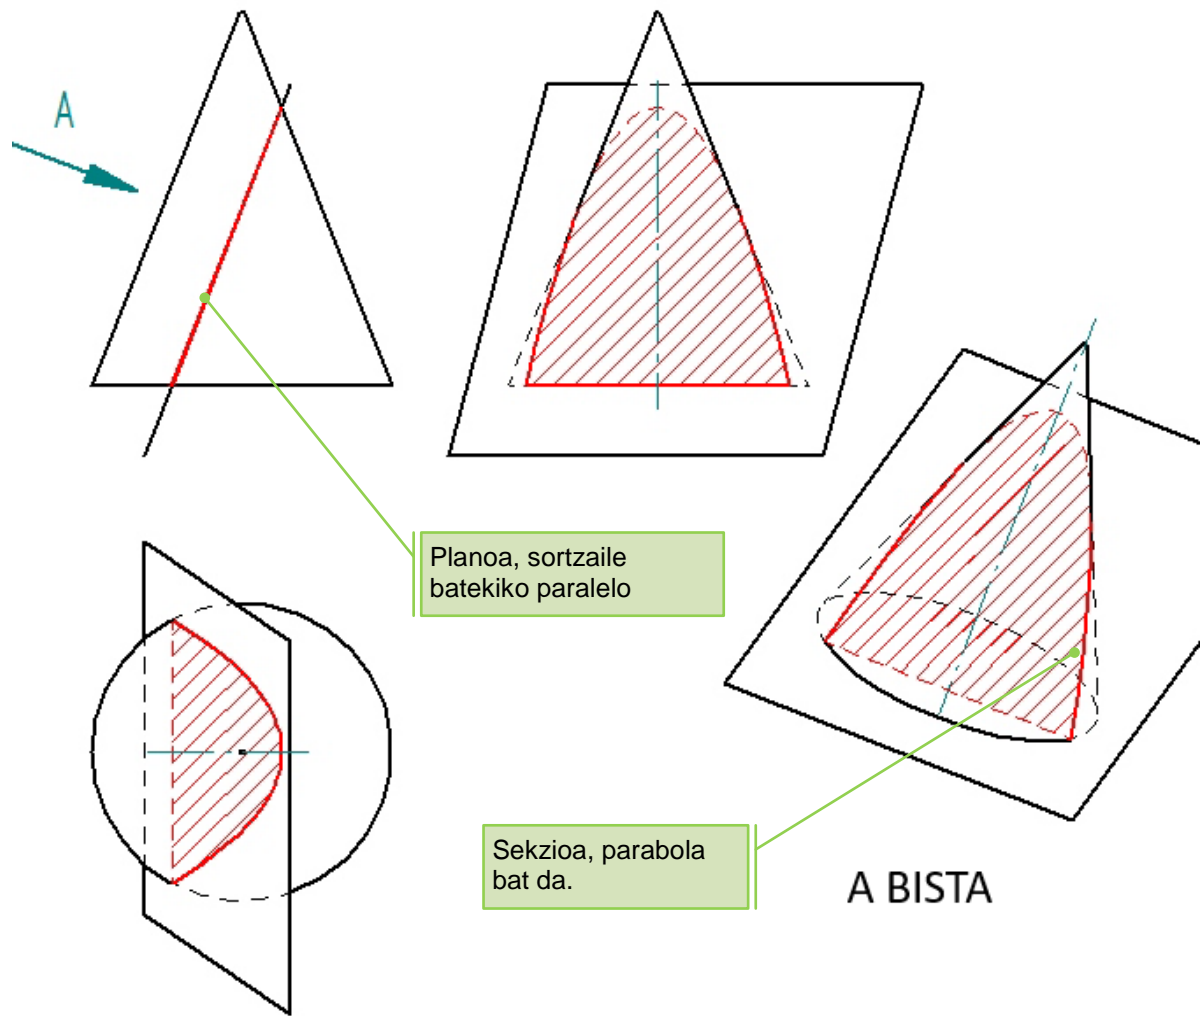 A
Planoa, sortzaile
batekiko paralelo
Sekzioa, parabola
bat da.
A BISTA